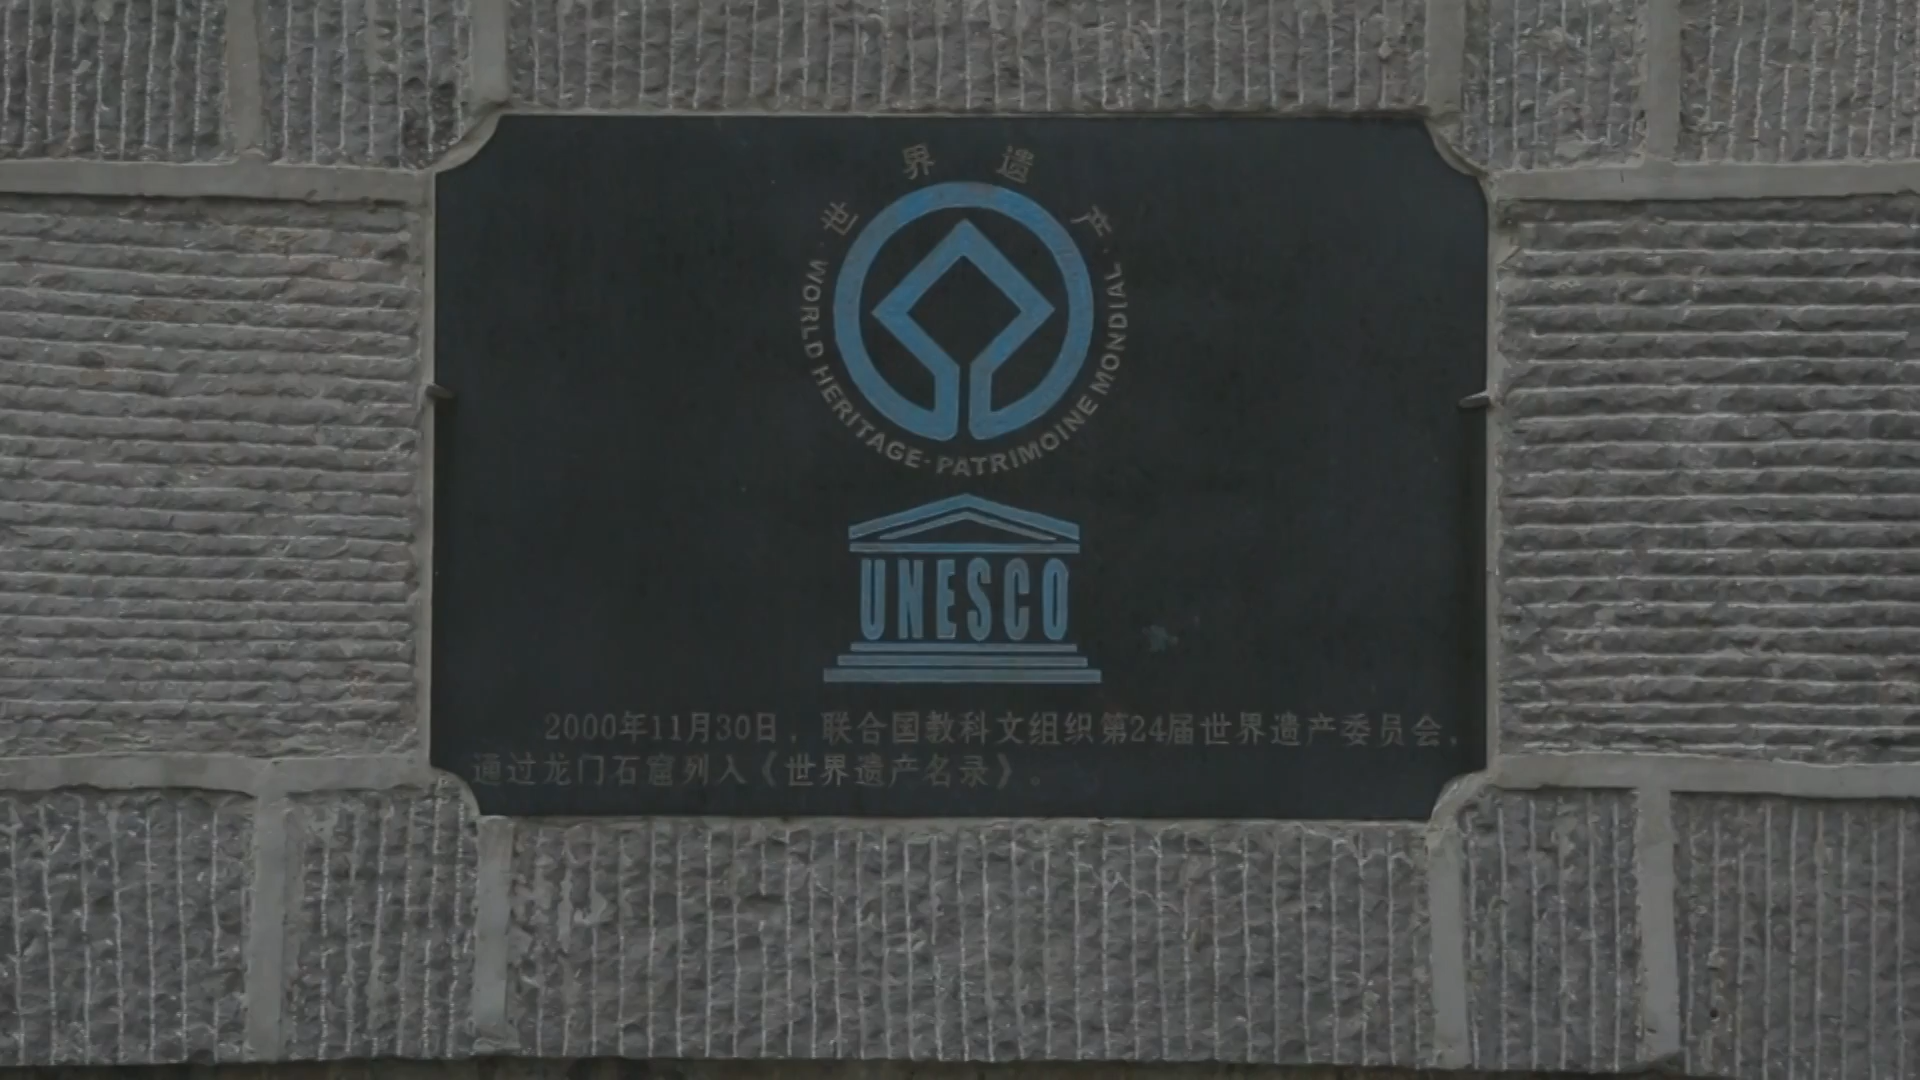 世界遗产
· WORLD HERITAGE · PATRIMOINE MONDIAL ·
UNESCO
2000年11月30日，联合国教科文组织第24届世界遗产委员会，
通过龙门石窟列入《世界遗产名录》。